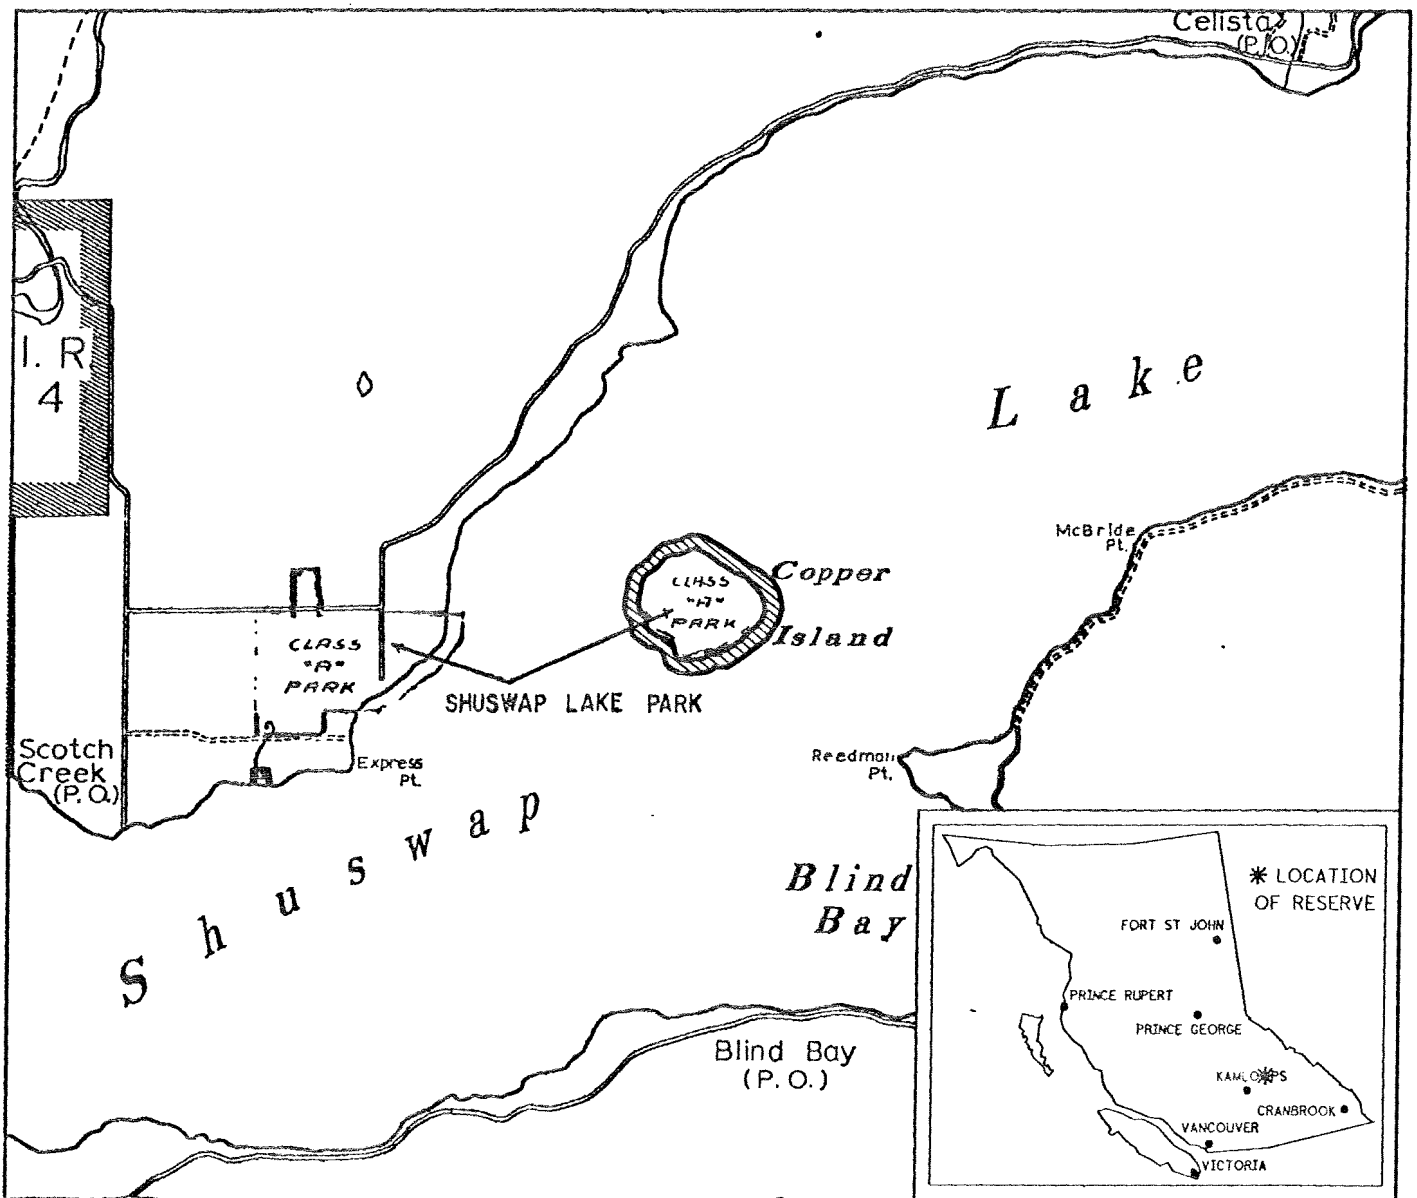 Celista
(P. O.)
I. R.
4
Lake
McBride
Pt.
Copper
Island
CLASS
"A"
PARK
CLASS
"A"
PARK
SHUSWAP LAKE PARK
Scotch
Creek
(P. O.)
Express
Pt.
Reedman
Pt.
Shuswap
Blind
Bay
Blind Bay
(P. O.)
LOCATION
OF RESERVE
FORT ST JOHN
PRINCE RUPERT
PRINCE GEORGE
KAMLOOPS
CRANBROOK
VANCOUVER
VICTORIA